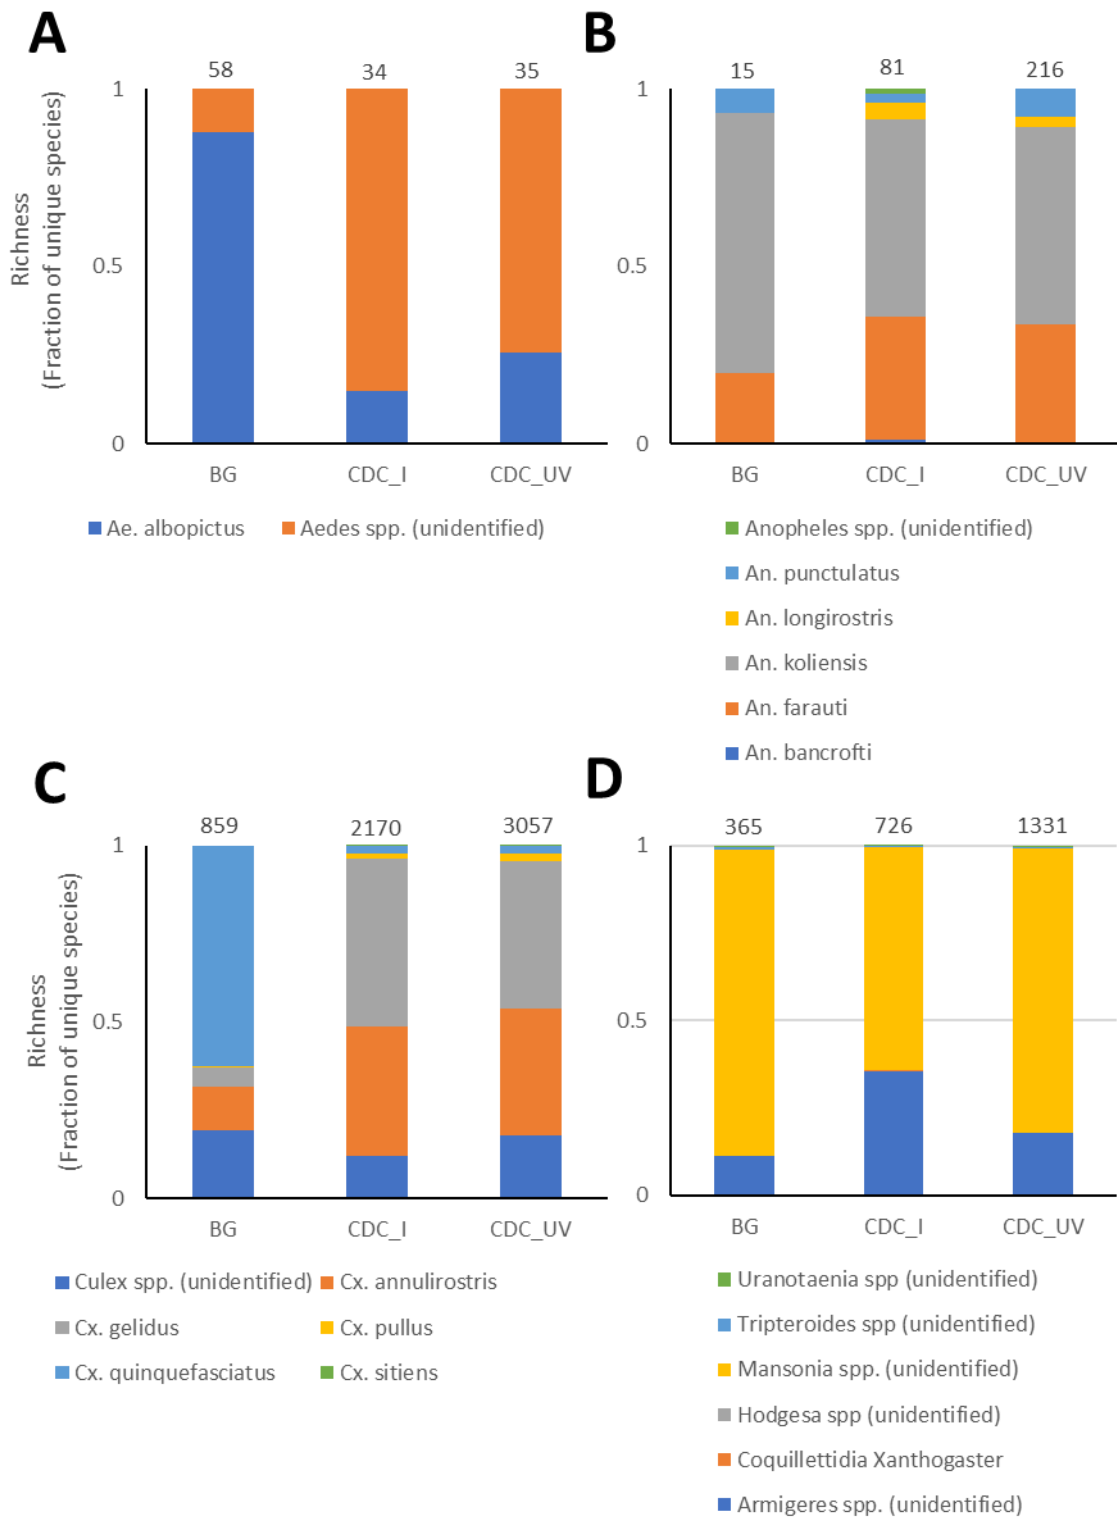 A
58 34 35
1
0.5
0
Richness
(Fraction of unique species)
BG CDC_I CDC_UV
Ae. albopictus Aedes spp. (unidentified)
B
15 81 216
1
0.5
0
BG CDC_I CDC_UV
Anopheles spp. (unidentified)
An. punctulatus
An. longirostris
An. koliensis
An. farauti
An. bancrofti
C
859 2170 3057
1
0.5
0
Richness
(Fraction of unique species)
BG CDC_I CDC_UV
Culex spp. (unidentified) Cx. annulirostris
Cx. gelidus Cx. pullus
Cx. quinquefasciatus Cx. sitiens
D
365 726 1331
1
0.5
0
BG CDC_I CDC_UV
Uranotaenia spp (unidentified)
Tripteroides spp (unidentified)
Mansonia spp. (unidentified)
Hodgesa spp (unidentified)
Coquillettidia Xanthogaster
Armigeres spp. (unidentified)